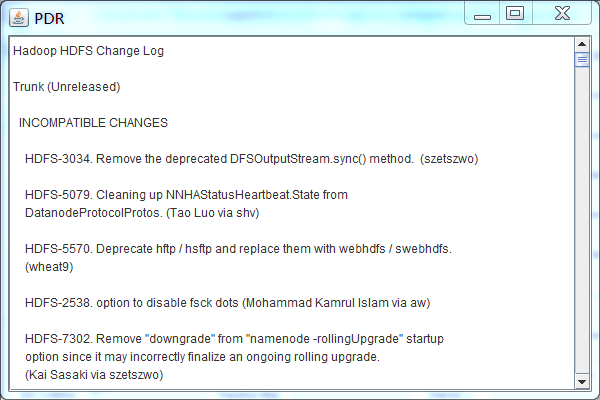 PDR
Hadoop HDFS Change Log
Trunk (Unreleased)
INCOMPATIBLE CHANGES
HDFS-3034. Remove the deprecated DFSOutputStream.sync() method.  (szetszwo)
HDFS-5079. Cleaning up NNHAStatusHeartbeat.State from
DatanodeProtocolProtos. (Tao Luo via shv)
HDFS-5570. Deprecate hftp / hsftp and replace them with webhdfs / swebhdfs.
(wheat9)
HDFS-2538. option to disable fsck dots (Mohammad Kamrul Islam via aw)
HDFS-7302. Remove "downgrade" from "namenode -rollingUpgrade" startup
option since it may incorrectly finalize an ongoing rolling upgrade.
(Kai Sasaki via szetszwo)